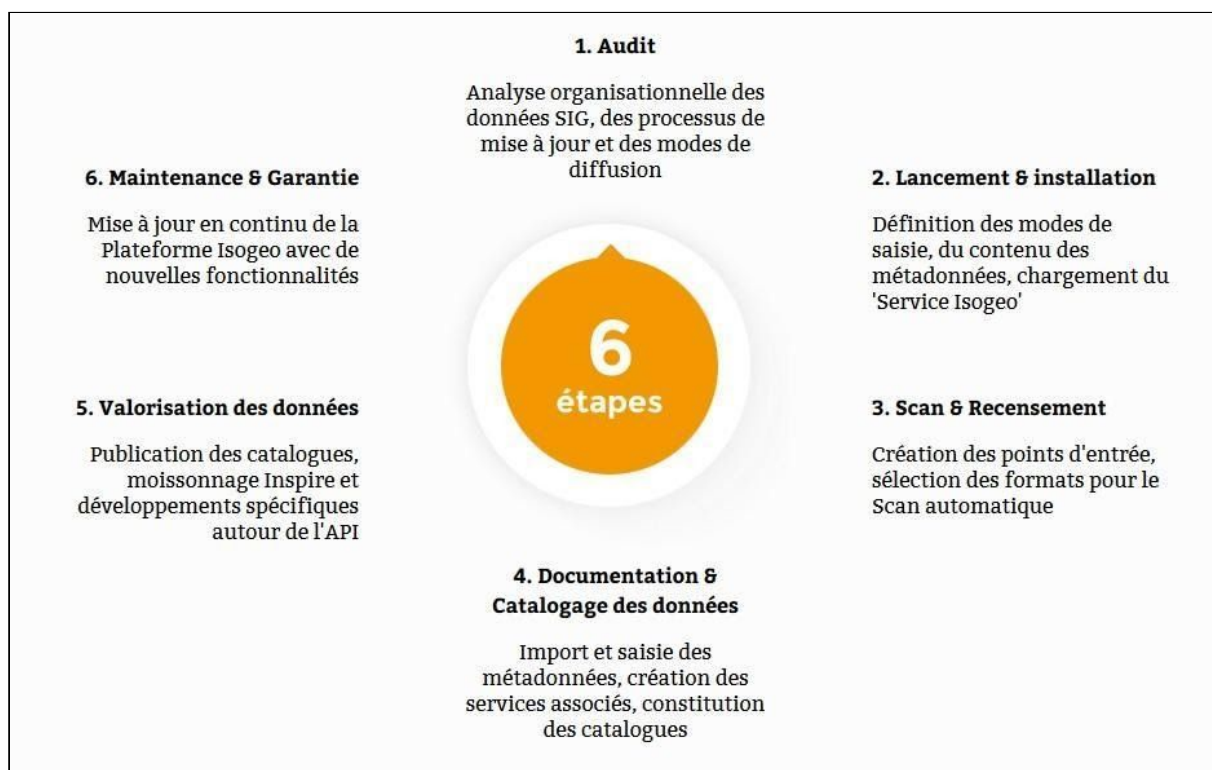 1. Audit
Analyse organisationnelle des
données SIG, des processus de
mise à jour et des modes de
diffusion
2. Lancement & installation
Définition des modes de
saisie, du contenu des
métadonnées, chargement du
'Service Isogeo'
3. Scan & Recensement
Création des points d'entrée,
sélection des formats pour le
Scan automatique
4. Documentation &
Catalogage des données
Import et saisie des
métadonnées, création des
services associés, constitution
des catalogues
5. Valorisation des données
Publication des catalogues,
moissonnage Inspire et
développements spécifiques
autour de l'API
6. Maintenance & Garantie
Mise à jour en continu de la
Plateforme Isogeo avec de
nouvelles fonctionnalités
6
étapes